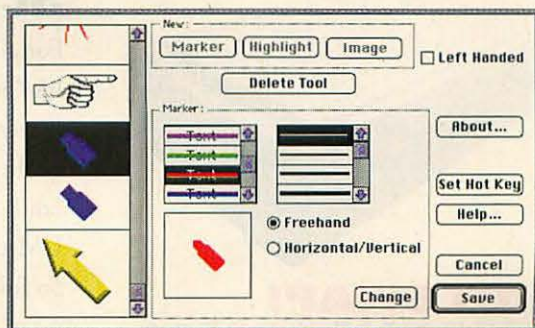 New:
Marker Highlight Image
Left Handed
Delete Tool
Marker:
Text
Text
Text
Text
About...
Set Hot Key
Help...
Freehand
Horizontal/Vertical
Cancel
Change
Save